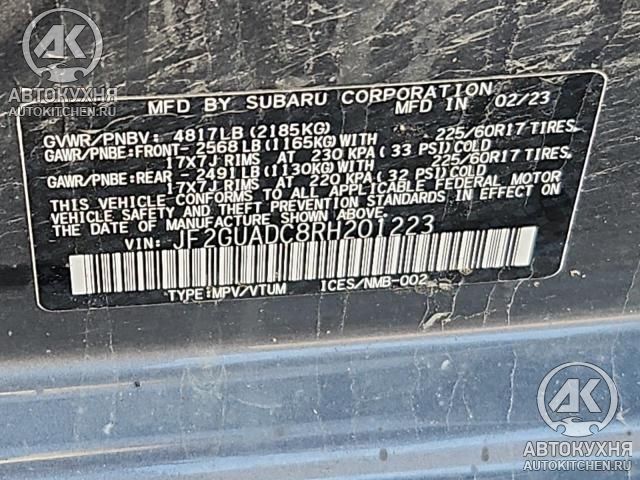 AK
АВТОКУХНЯ
AUTOKITCHEN.RU
MFD BY SUBARU CORPORATION
MFD IN 02/23
GVWR/PNBV: 4817LB (2185KG)
GAWR/PNBE:FRONT- 2568LB(1165KG)WITH 225/60R17 TIRES.
17X7J RIMS AT 230 KPA ( 33 PSI) COLD
GAWR/PNBE:REAR -2491LB(1130KG)WITH 225/60R17 TIRES.
17X7J RIMS AT 220 KPA ( 32 PSI) COLD
THIS VEHICLE CONFORMS TO ALL APPLICABLE FEDERAL MOTOR
VEHICLE SAFETY AND THEFT PREVENTION STANDARDS IN EFFECT ON
THE DATE OF MANUFACTURE SHOWN ABOVE.
VIN: JF2GUADC8RH201223
TYPE:MPV/VTUM ICES/NMB-002
AK
АВТОКУХНЯ
AUTOKITCHEN.RU